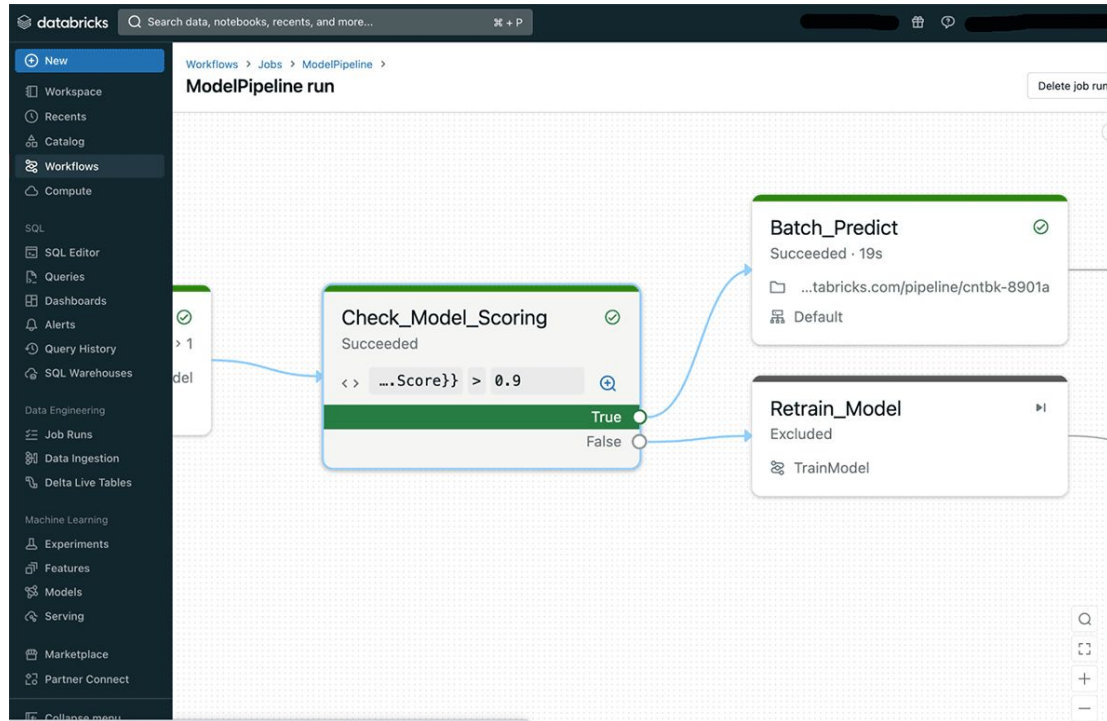 databricks
Search data, notebooks, recents, and more...
⌘ + P
New
Workspace
Recents
Catalog
Workflows
Compute
SQL
SQL Editor
Queries
Dashboards
Alerts
Query History
SQL Warehouses
Data Engineering
Job Runs
Data Ingestion
Delta Live Tables
Machine Learning
Experiments
Features
Models
Serving
Marketplace
Partner Connect
Collapse menu
Workflows > Jobs > ModelPipeline >
ModelPipeline run
Delete job run
> 1
del
Check_Model_Scoring
Succeeded
<> ….Score}} > 0.9
True
False
Batch_Predict
Succeeded · 19s
...tabricks.com/pipeline/cntbk-8901a
Default
Retrain_Model
Excluded
TrainModel